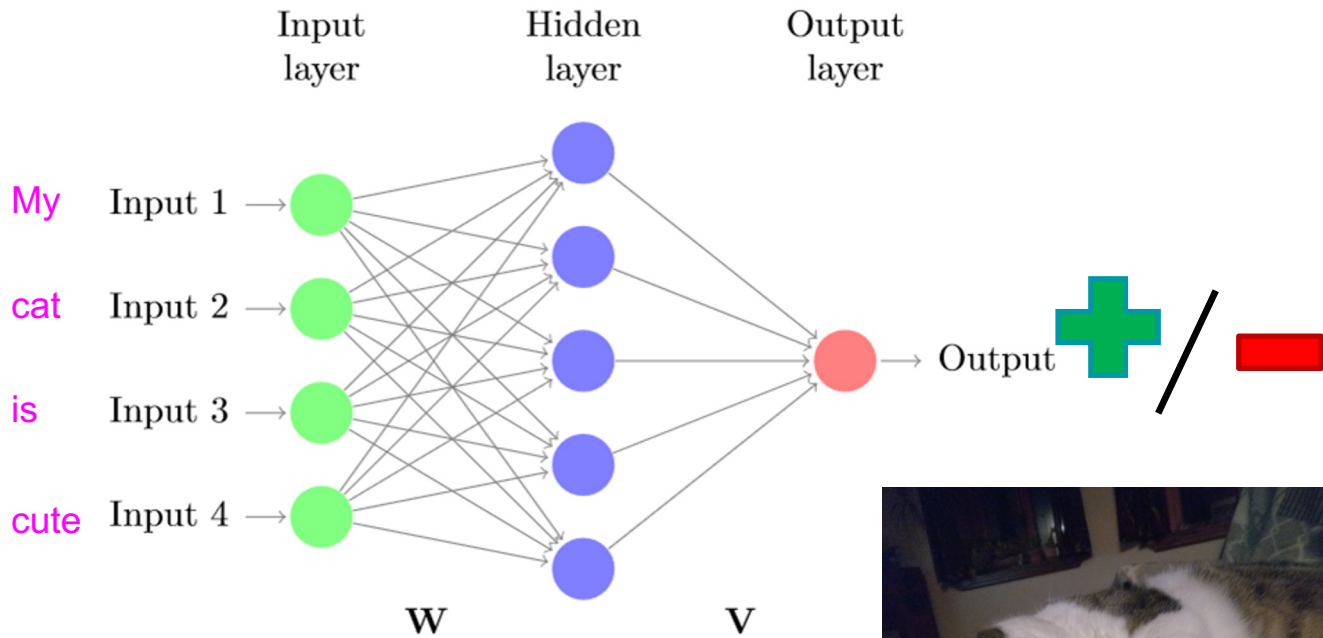 Input
layer
Hidden
layer
Output
layer
My Input 1
cat Input 2
is Input 3
cute Input 4
Output
W
V